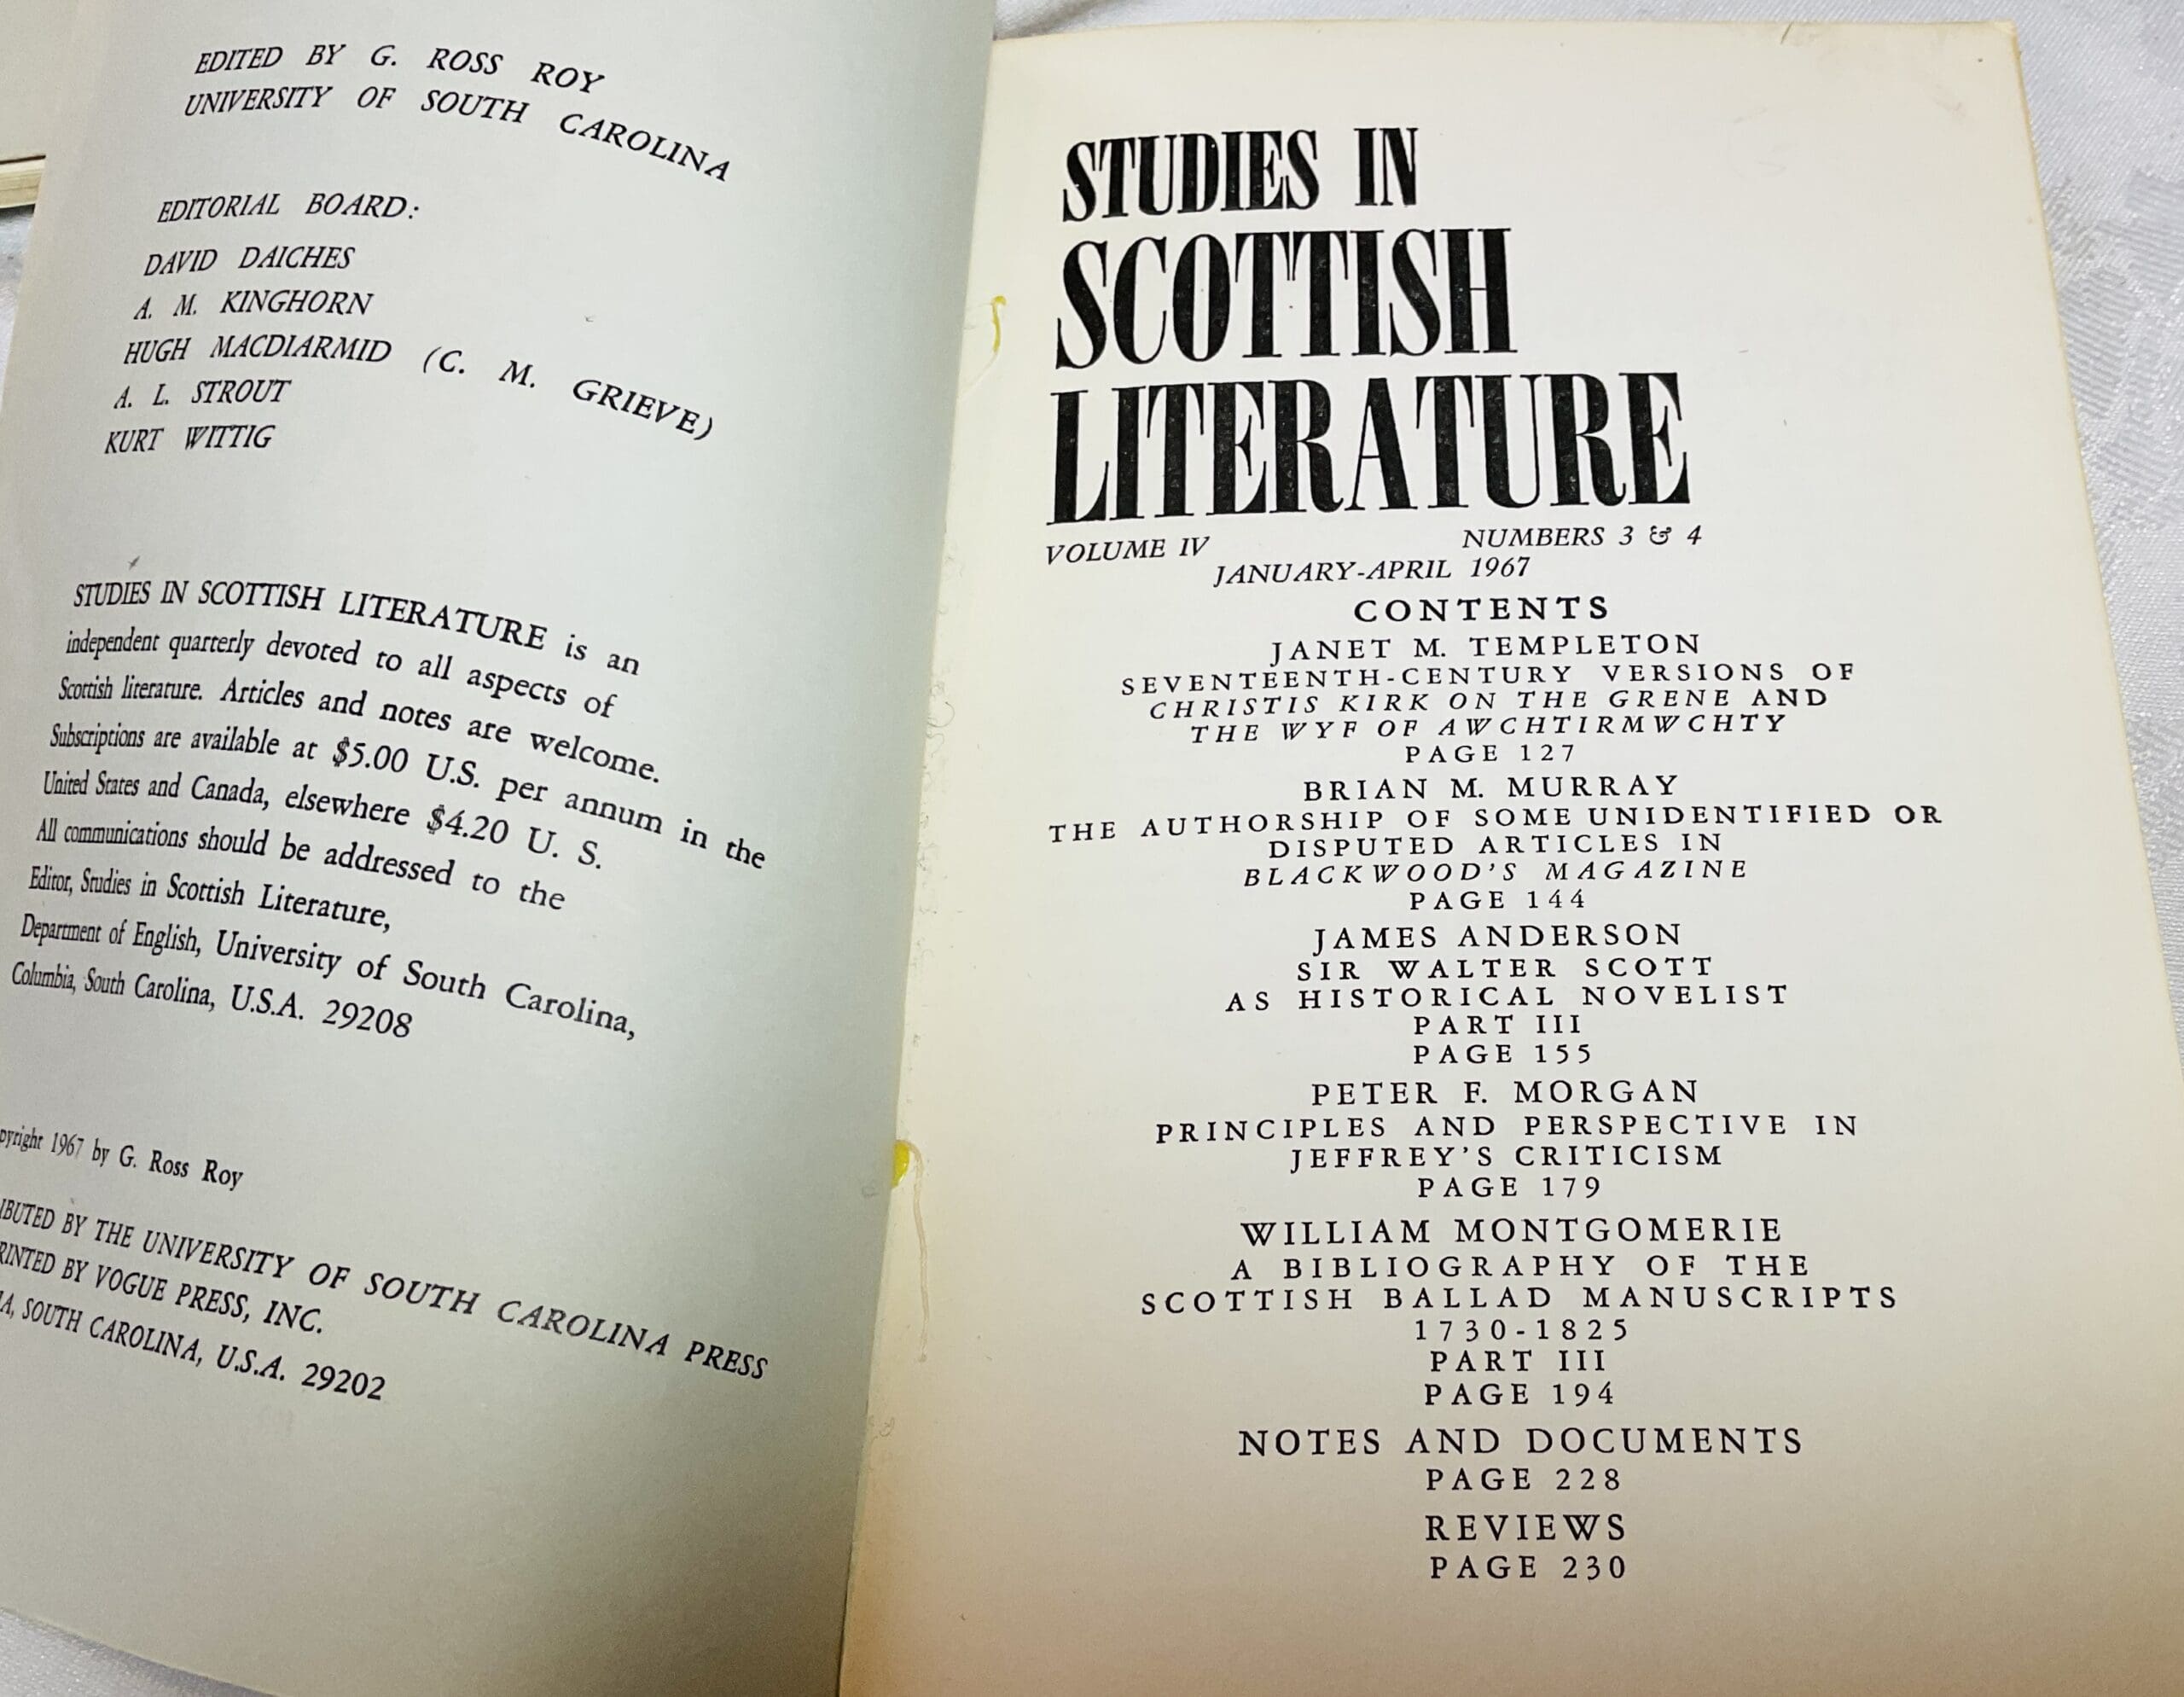 EDITED BY G. ROSS ROY
UNIVERSITY OF SOUTH CAROLINA
EDITORIAL BOARD:
DAVID DAICHES
A. M. KINGHORN
HUGH MACDIARMID (C. M. GRIEVE)
A. L. STROUT
KURT WITTIG
STUDIES IN SCOTTISH LITERATURE is an
independent quarterly devoted to all aspects of
Scottish literature. Articles and notes are welcome.
Subscriptions are available at $5.00 U.S. per annum in the
United States and Canada, elsewhere $4.20 U. S.
All communications should be addressed to the
Editor, Studies in Scottish Literature,
Department of English, University of South Carolina,
Columbia, South Carolina, U.S.A. 29208
pyright 1967 by G. Ross Roy
IBUTED BY THE UNIVERSITY OF SOUTH CAROLINA PRESS
RINTED BY VOGUE PRESS, INC.
IA, SOUTH CAROLINA, U.S.A. 29202
STUDIES IN
SCOTTISH
LITERATURE
VOLUME IV NUMBERS 3 & 4
JANUARY-APRIL 1967
CONTENTS
JANET M. TEMPLETON
SEVENTEENTH-CENTURY VERSIONS OF
CHRISTIS KIRK ON THE GRENE AND
THE WYF OF AWCHTIRMWCHTY
PAGE 127
BRIAN M. MURRAY
THE AUTHORSHIP OF SOME UNIDENTIFIED OR
DISPUTED ARTICLES IN
BLACKWOOD'S MAGAZINE
PAGE 144
JAMES ANDERSON
SIR WALTER SCOTT
AS HISTORICAL NOVELIST
PART III
PAGE 155
PETER F. MORGAN
PRINCIPLES AND PERSPECTIVE IN
JEFFREY'S CRITICISM
PAGE 179
WILLIAM MONTGOMERIE
A BIBLIOGRAPHY OF THE
SCOTTISH BALLAD MANUSCRIPTS
1730-1825
PART III
PAGE 194
NOTES AND DOCUMENTS
PAGE 228
REVIEWS
PAGE 230